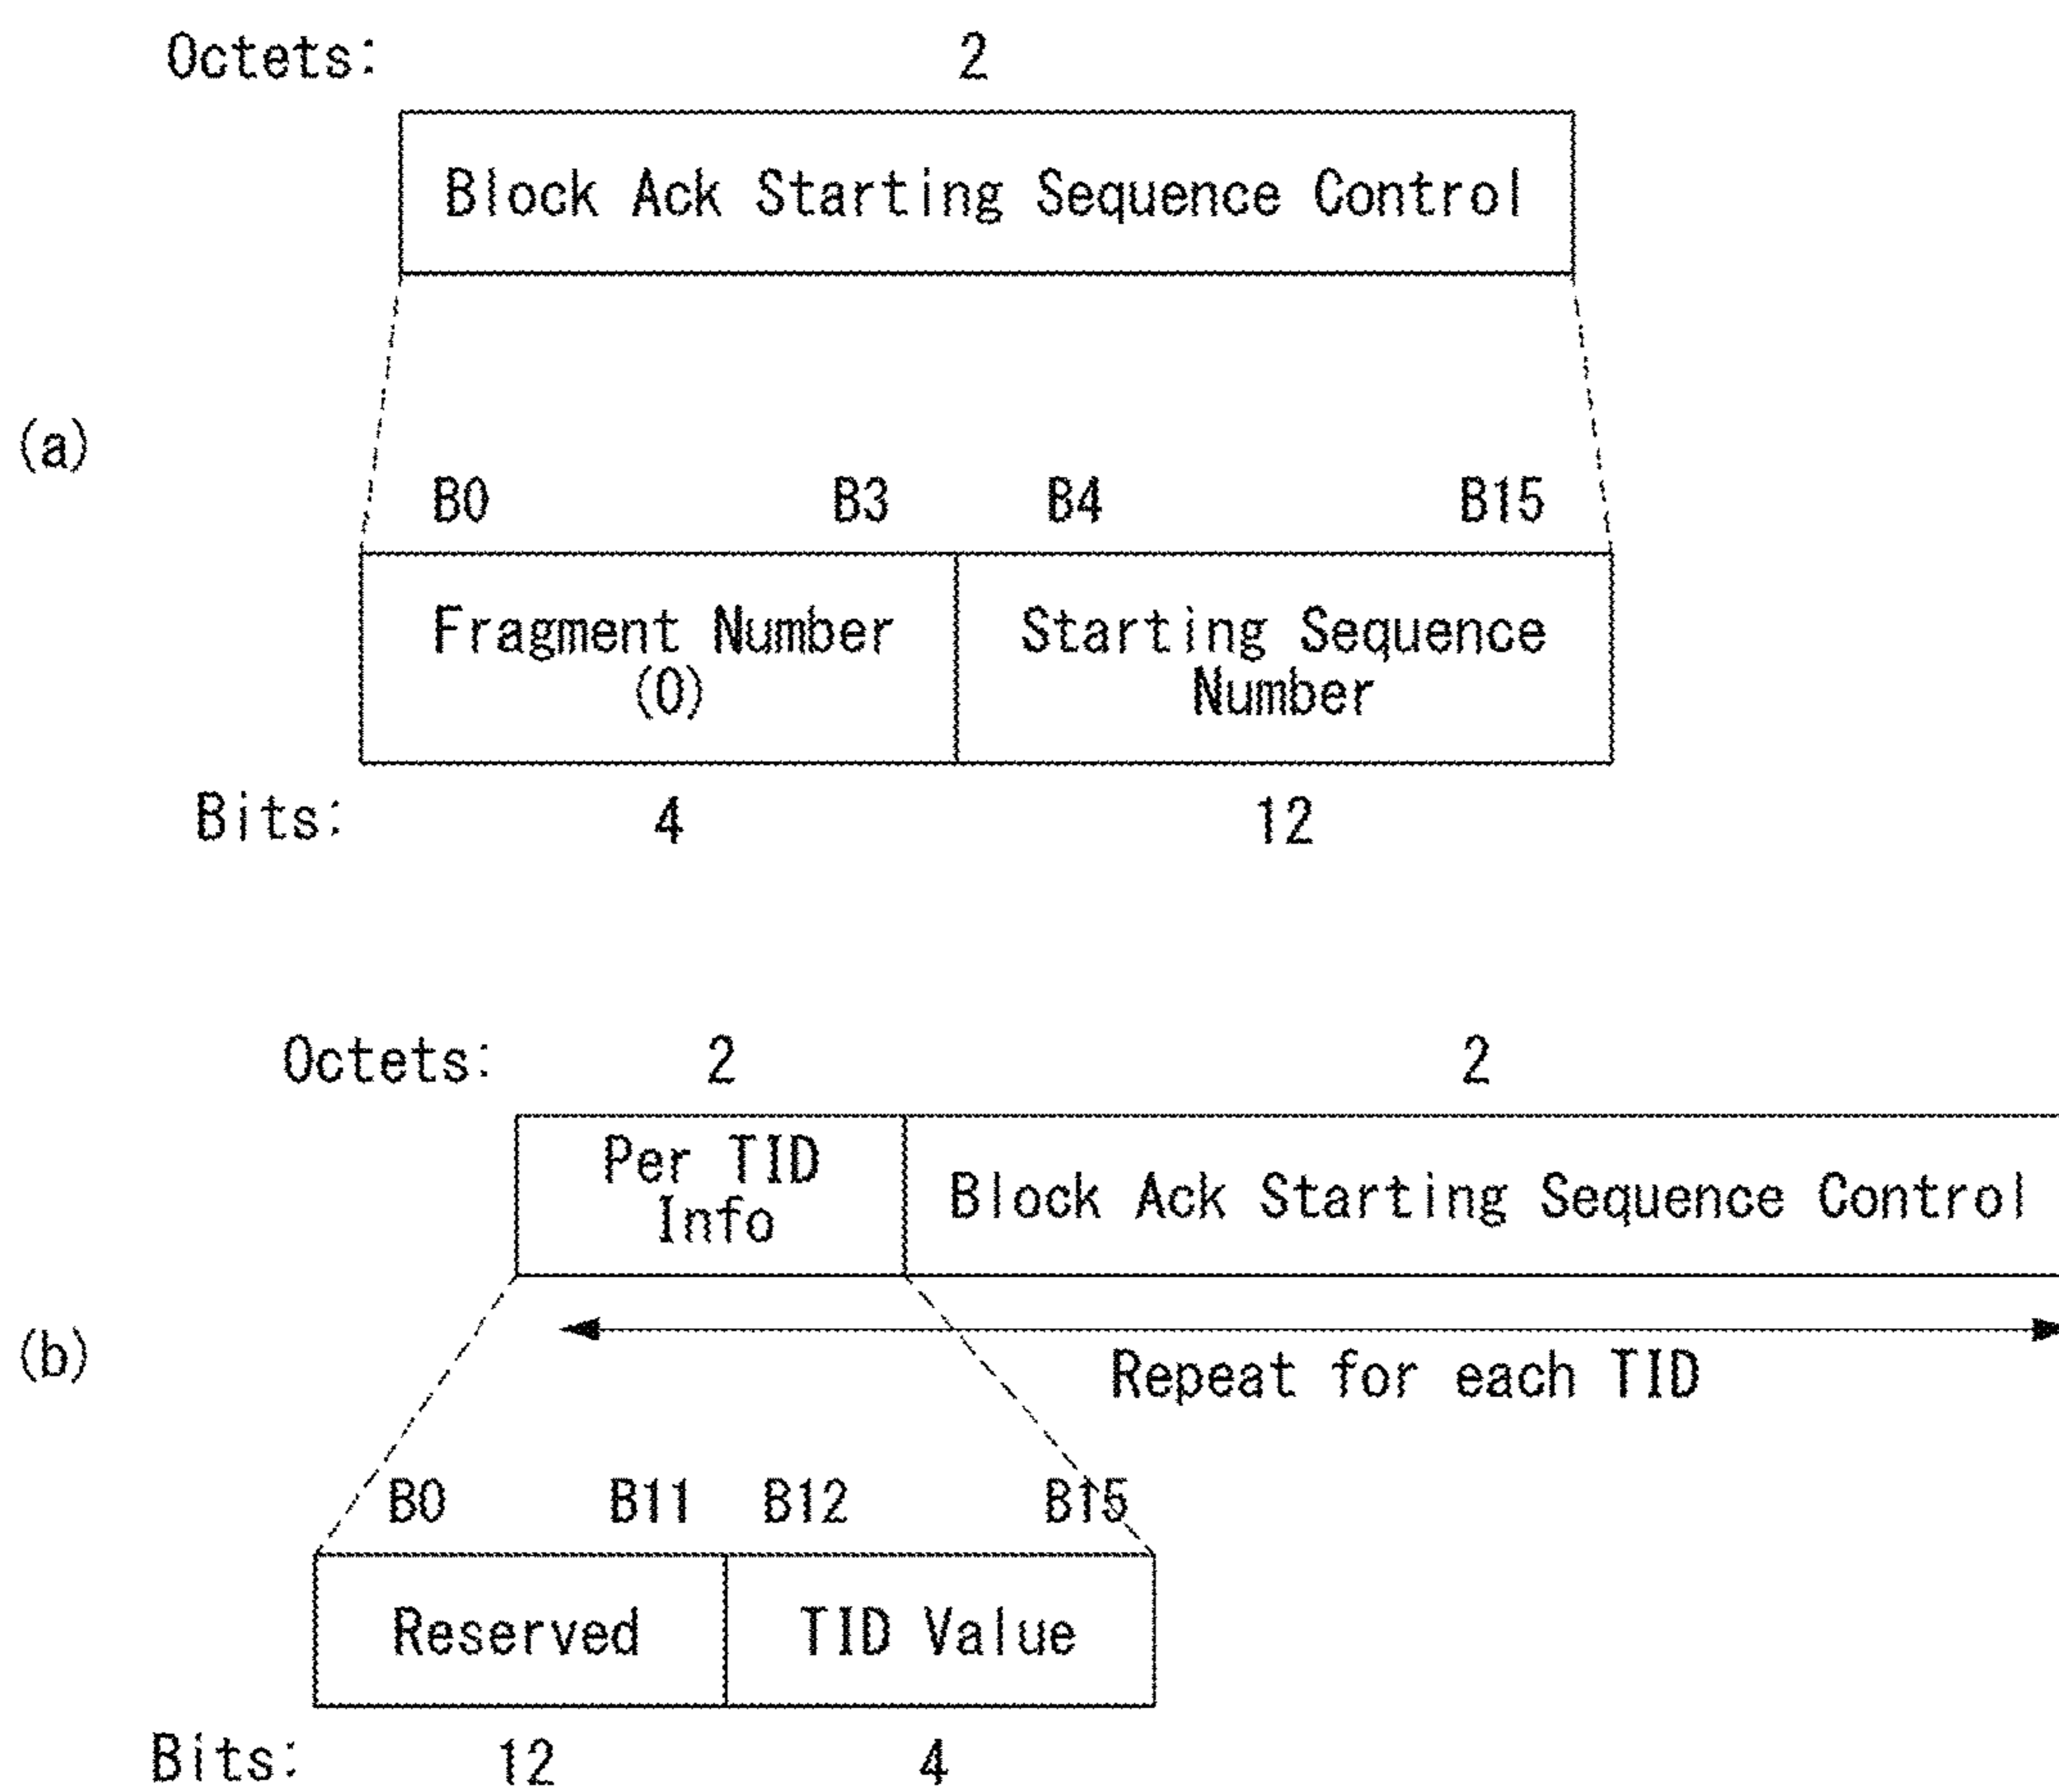 Octets: 2
Block Ack Starting Sequence Control
(a)
B0 B3 B4 B15
Fragment Number
(0)
Starting Sequence
Number
Bits: 4 12
Octets: 2 2
Per TID
Info
Block Ack Starting Sequence Control
(b)
Repeat for each TID
B0 B11 B12 B15
Reserved TID Value
Bits: 12 4